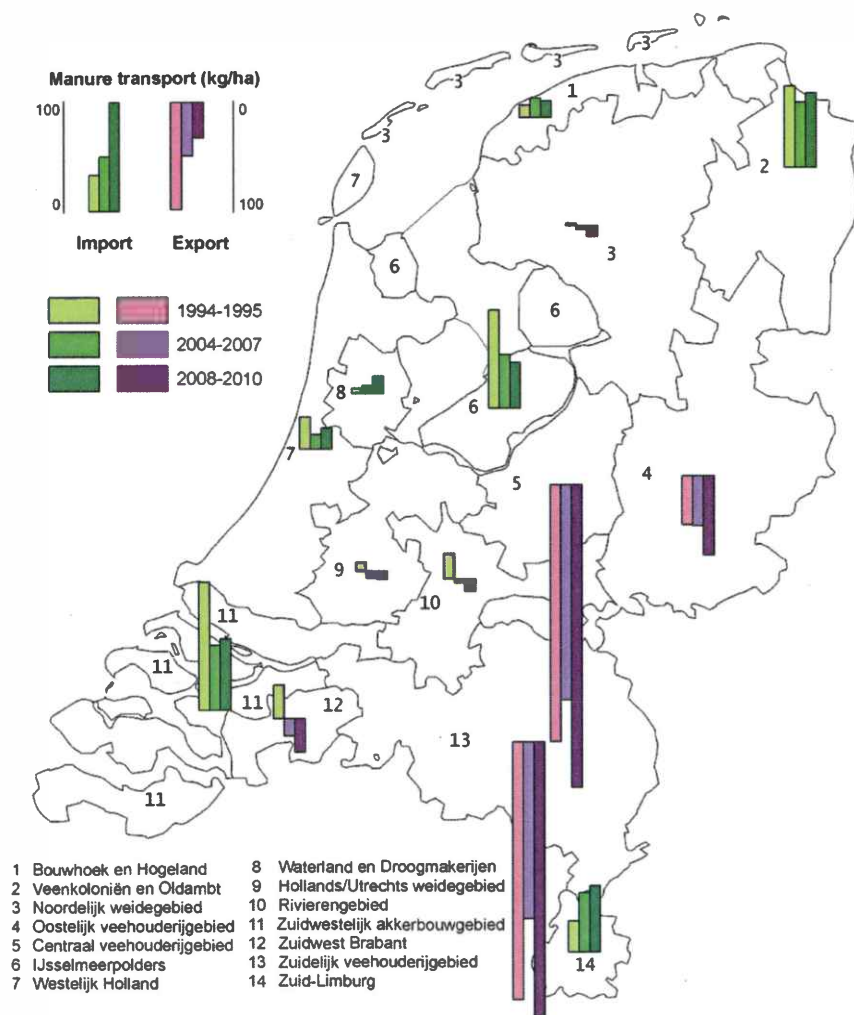 Manure transport (kg/ha)
100
0
0
100
Import
Export
1994-1995
2004-2007
2008-2010
3
3
3
3
1
7
2
3
6
6
8
6
7
5
4
9
10
11
11
11
12
13
11
14
1 Bouwhoek en Hogeland
2 Veenkoloniën en Oldambt
3 Noordelijk weidegebied
4 Oostelijk veehouderijgebied
5 Centraal veehouderijgebied
6 IJsselmeerpolders
7 Westelijk Holland
8 Waterland en Droogmakerijen
9 Hollands/Utrechts weidegebied
10 Rivierengebied
11 Zuidwestelijk akkerbouwgebied
12 Zuidwest Brabant
13 Zuidelijk veehouderijgebied
14 Zuid-Limburg